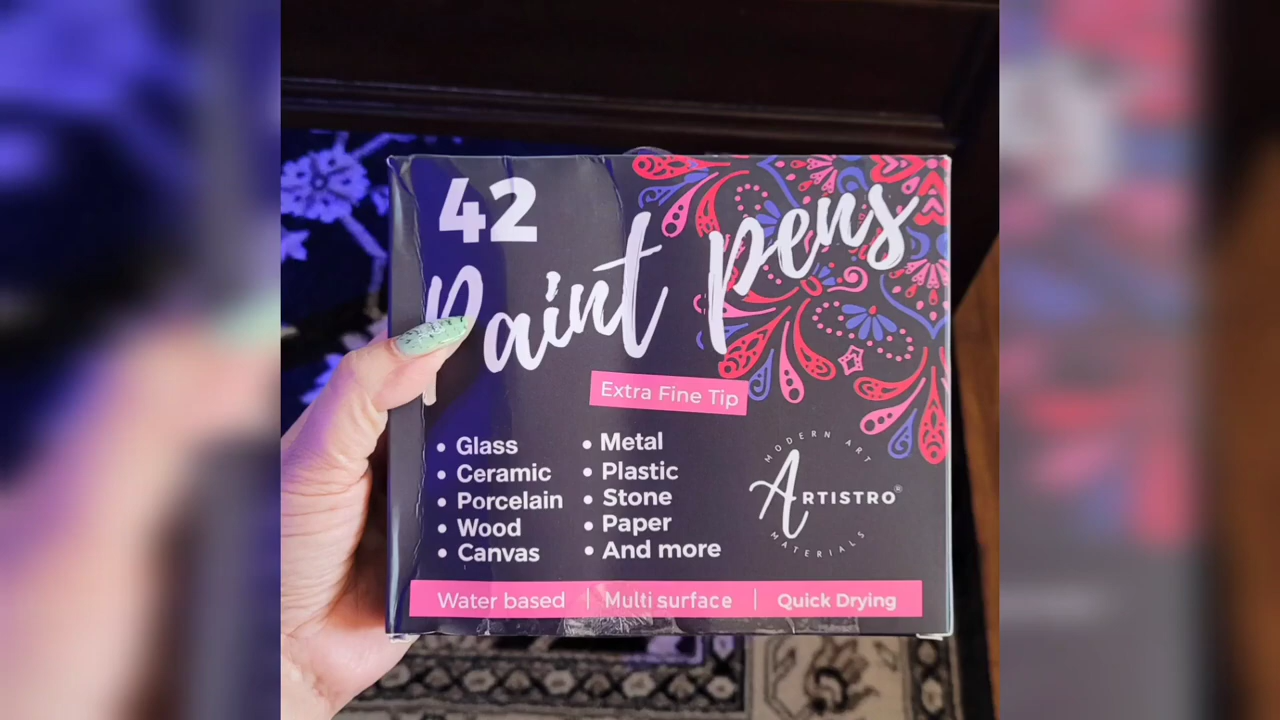 42
Paint Pens
Extra Fine Tip
• Glass
• Ceramic
• Porcelain
• Wood
• Canvas
• Metal
• Plastic
• Stone
• Paper
• And more
MODERN ART
ARTISTRO®
MATERIALS
Water based | Multi surface | Quick Drying